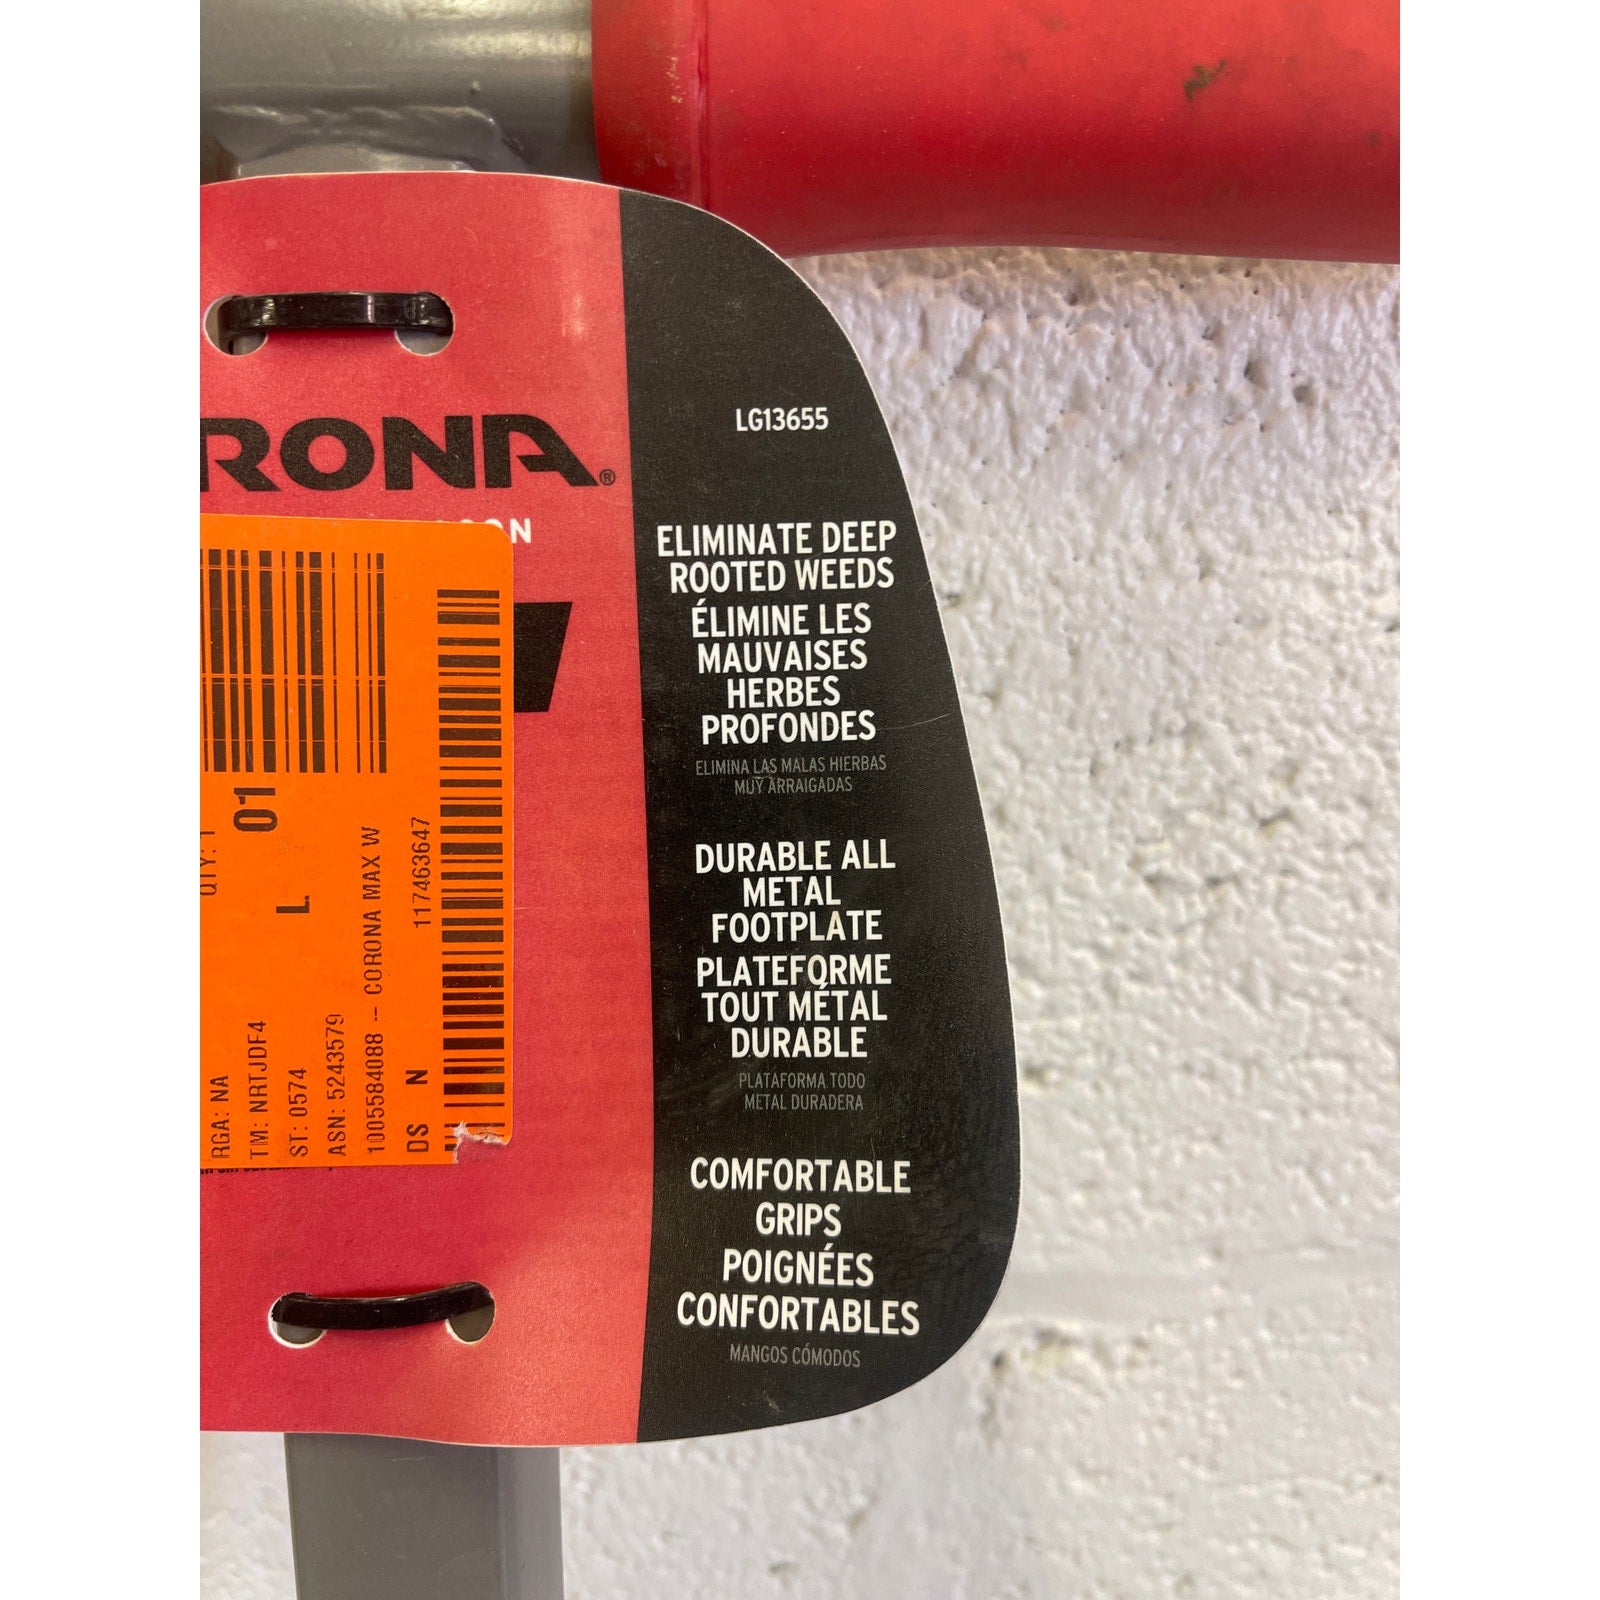 RONA®
LG13655
ELIMINATE DEEP
ROOTED WEEDS
ÉLIMINE LES
MAUVAISES
HERBES
PROFONDES
ELIMINA LAS MALAS HIERBAS
MUY ARRAIGADAS
DURABLE ALL
METAL
FOOTPLATE
PLATEFORME
TOUT MÉTAL
DURABLE
PLATAFORMA TODO
METAL DURADERA
COMFORTABLE
GRIPS
POIGNÉES
CONFORTABLES
MANGOS CÓMODOS
QTY: 1
01
L
RGA: NA
TM: NRTJDF4
ST: 0574
ASN: 5243579
1005584088 -- CORONA MAX W
DS N
117463647